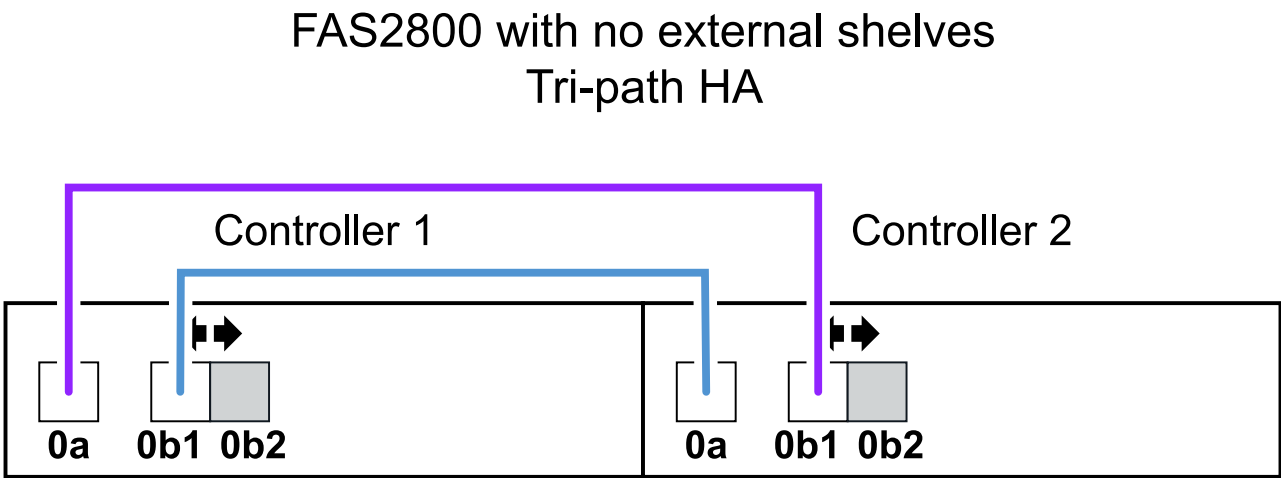 FAS2800 with no external shelves
Tri-path HA
Controller 1
Controller 2
0a 0b1 0b2
0a 0b1 0b2